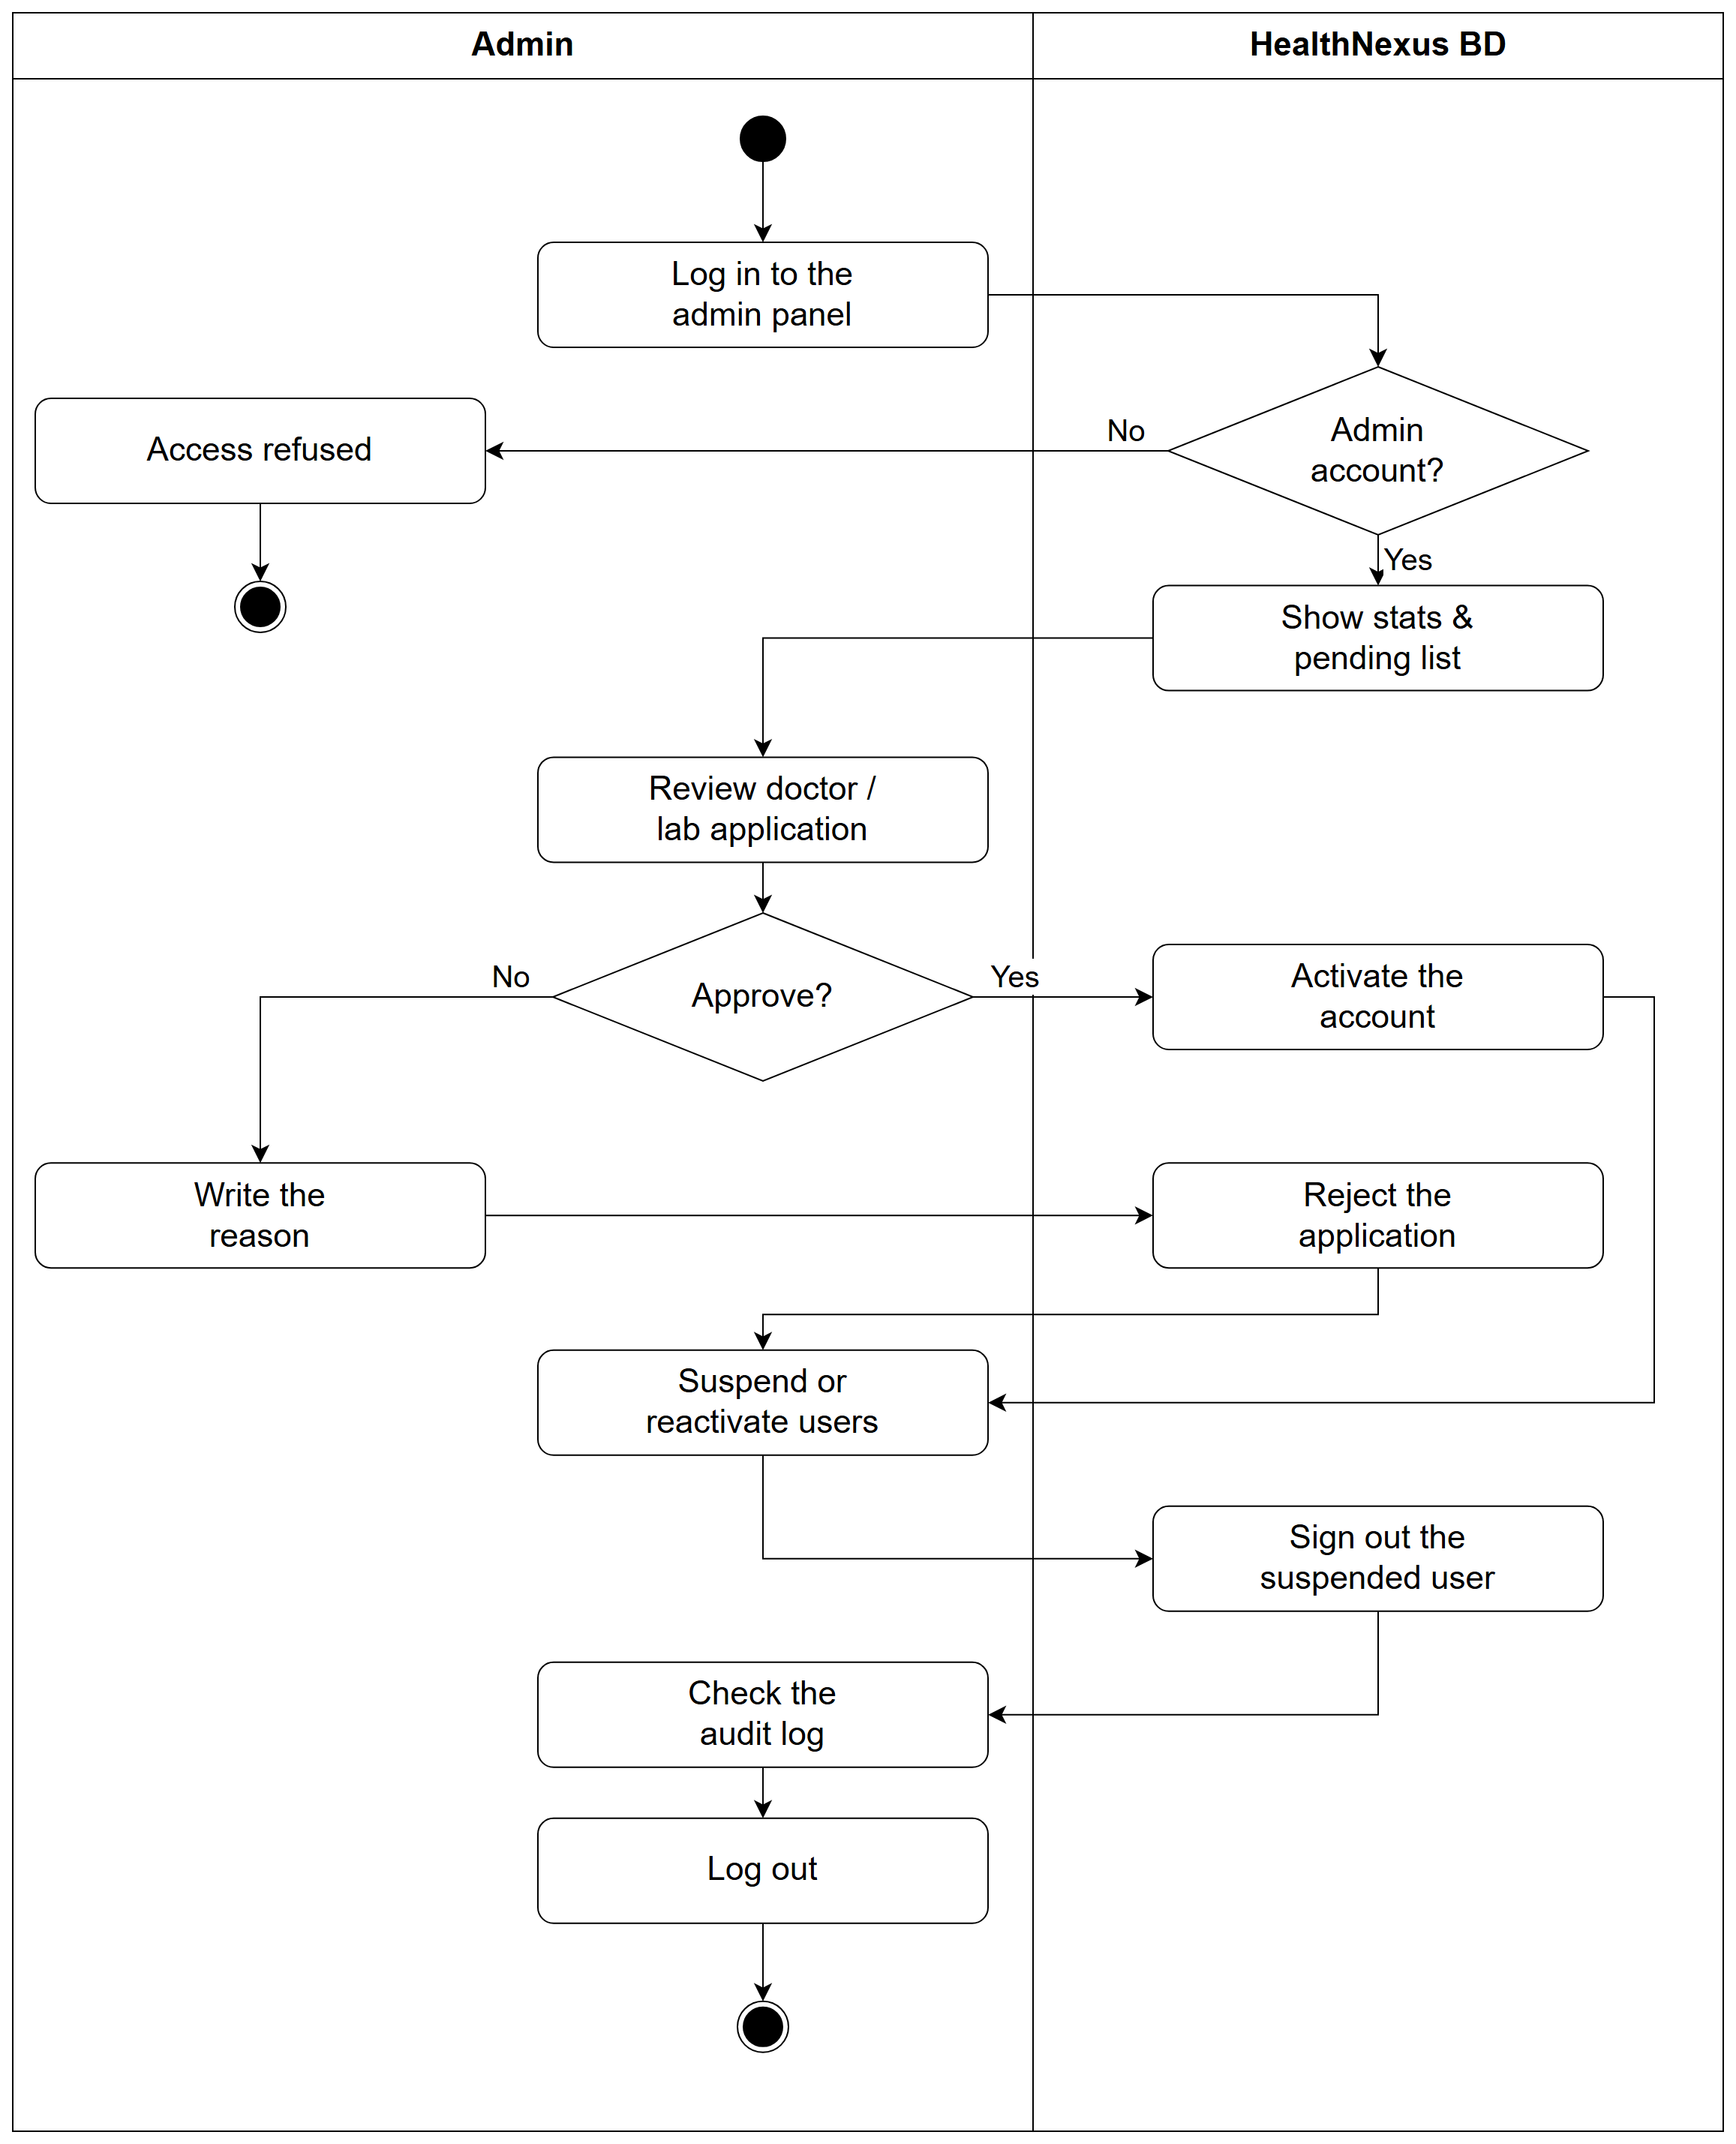 Admin
HealthNexus BD
Log in to the
admin panel
Admin
account?
No
Access refused
Yes
Show stats &
pending list
Review doctor /
lab application
Approve?
No
Yes
Activate the
account
Write the
reason
Reject the
application
Suspend or
reactivate users
Sign out the
suspended user
Check the
audit log
Log out